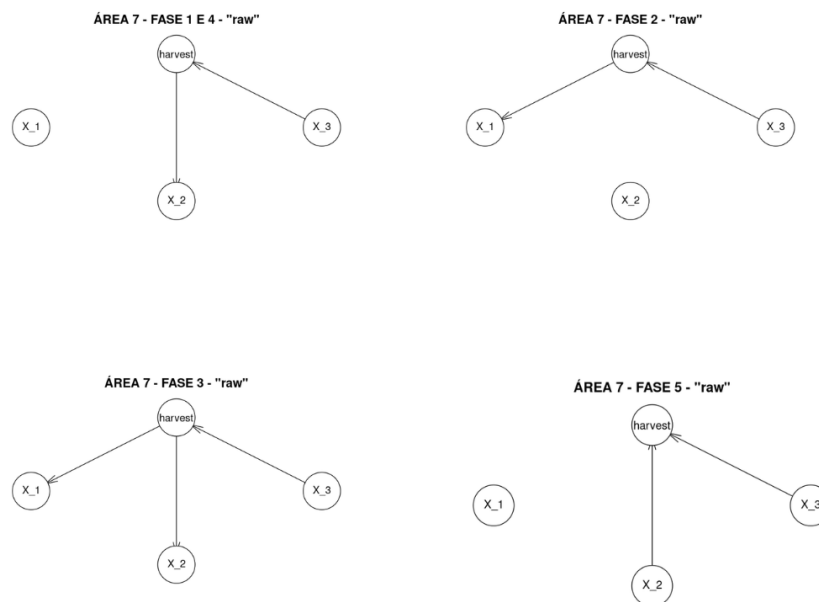 ÁREA 7 - FASE 1 E 4 - "raw"
harvest
X_1
X_3
X_2
ÁREA 7 - FASE 2 - "raw"
harvest
X_1
X_3
X_2
ÁREA 7 - FASE 3 - "raw"
harvest
X_1
X_3
X_2
ÁREA 7 - FASE 5 - "raw"
harvest
X_1
X_3
X_2